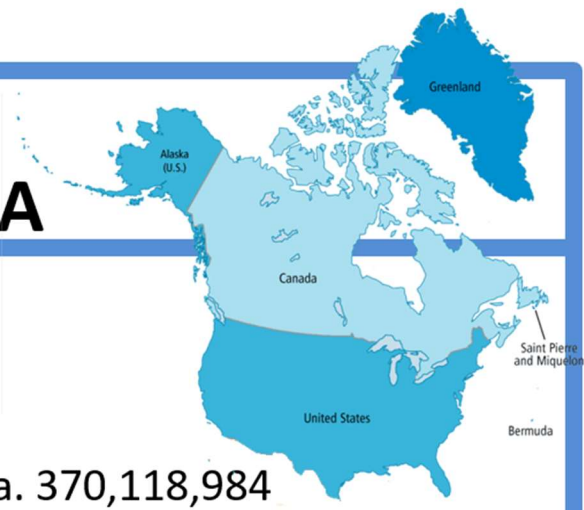 Greenland
Alaska
(U.S.)
A
Canada
Saint Pierre
and Miquelon
United States
Bermuda
a. 370,118,984